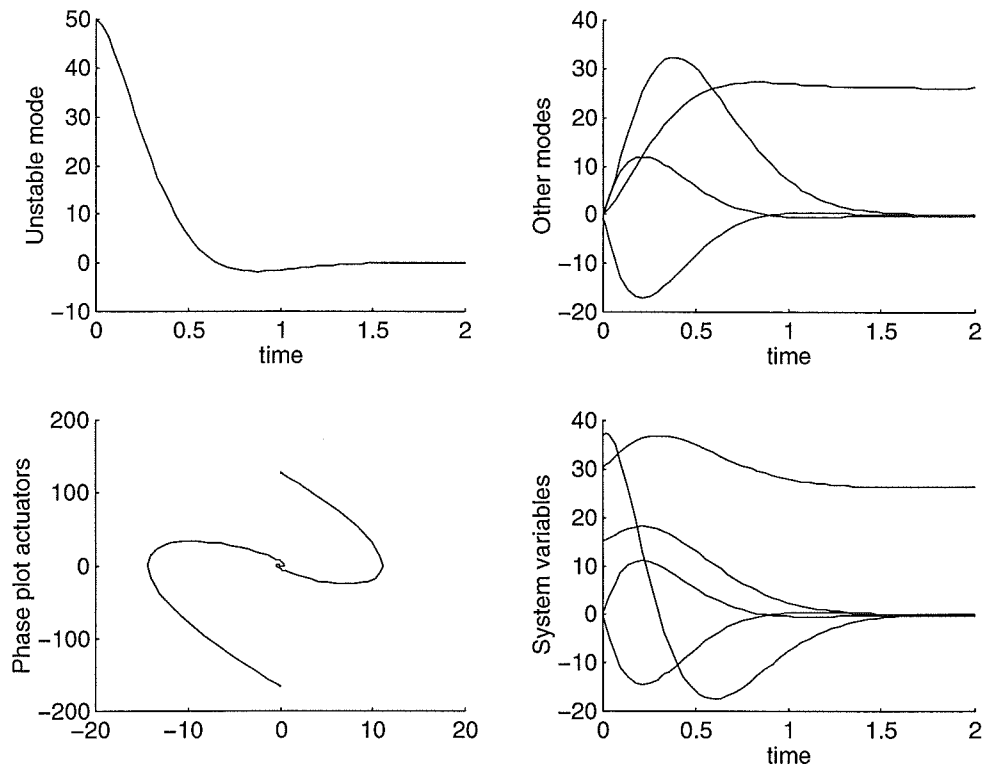 Unstable mode
50
40
30
20
10
0
−10
0 0.5 1 1.5 2
time
Other modes
40
30
20
10
0
−10
−20
0 0.5 1 1.5 2
time
Phase plot actuators
200
100
0
−100
−200
−20 −10 0 10 20
System variables
40
30
20
10
0
−10
−20
0 0.5 1 1.5 2
time